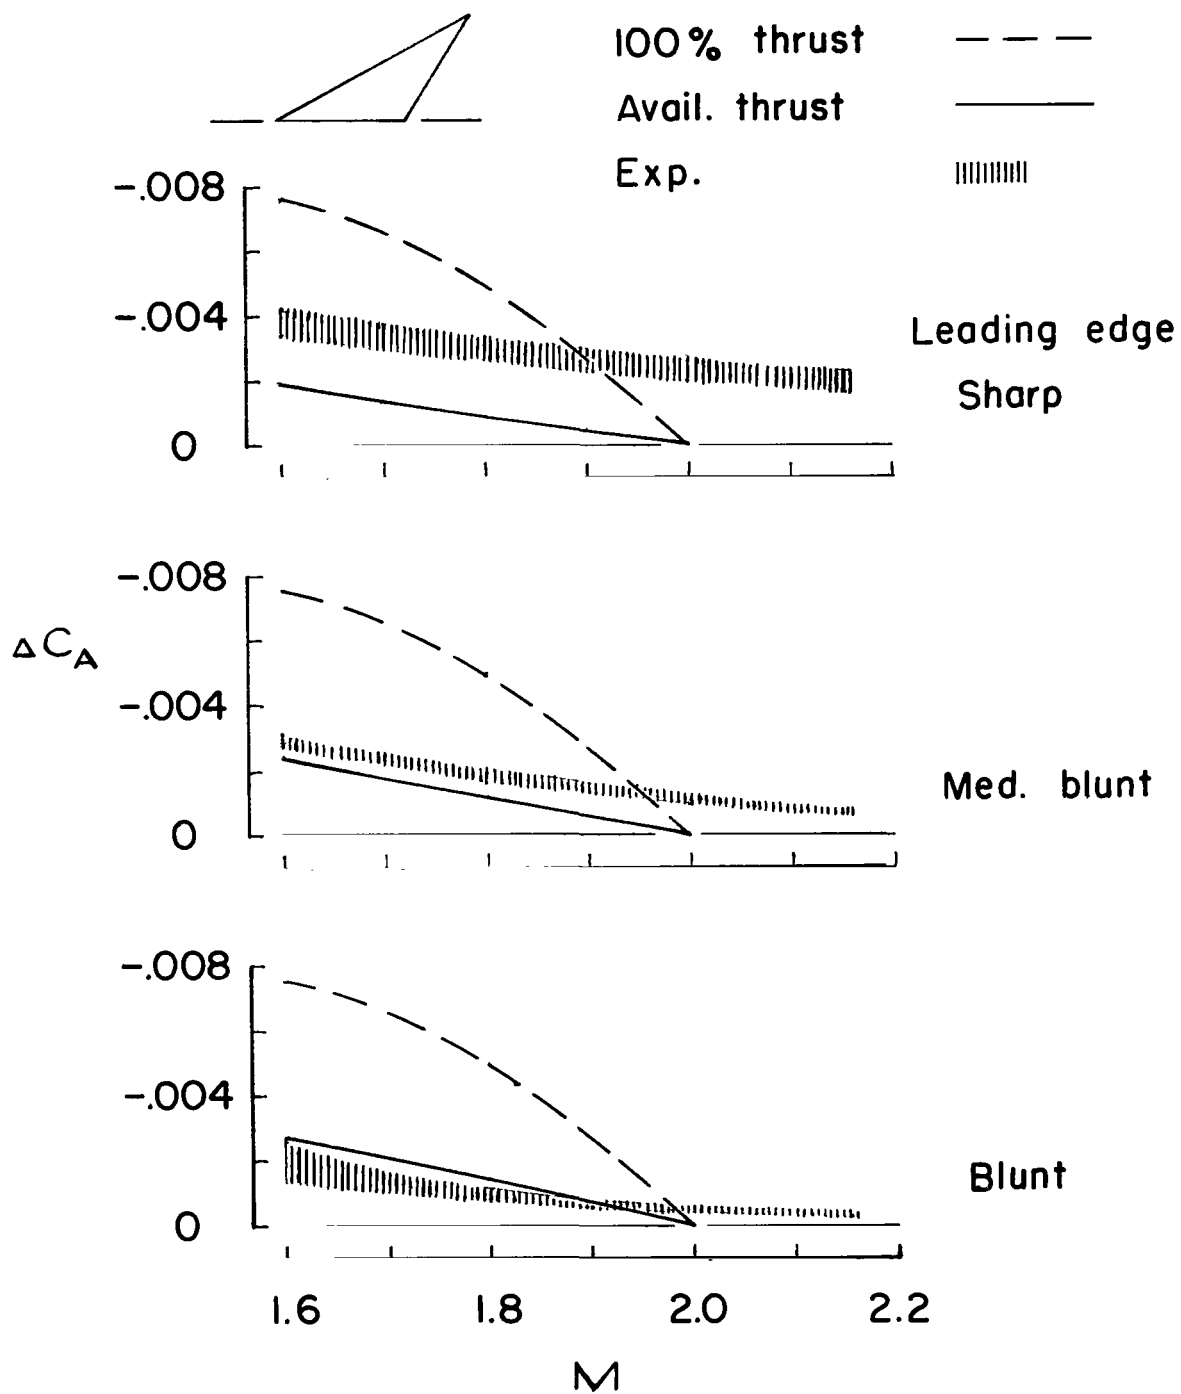 100% thrust
Avail. thrust
Exp.
-.008
-.004
0
Leading edge
Sharp
-.008
ΔC_A
-.004
0
Med. blunt
-.008
-.004
0
Blunt
1.6 1.8 2.0 2.2
M